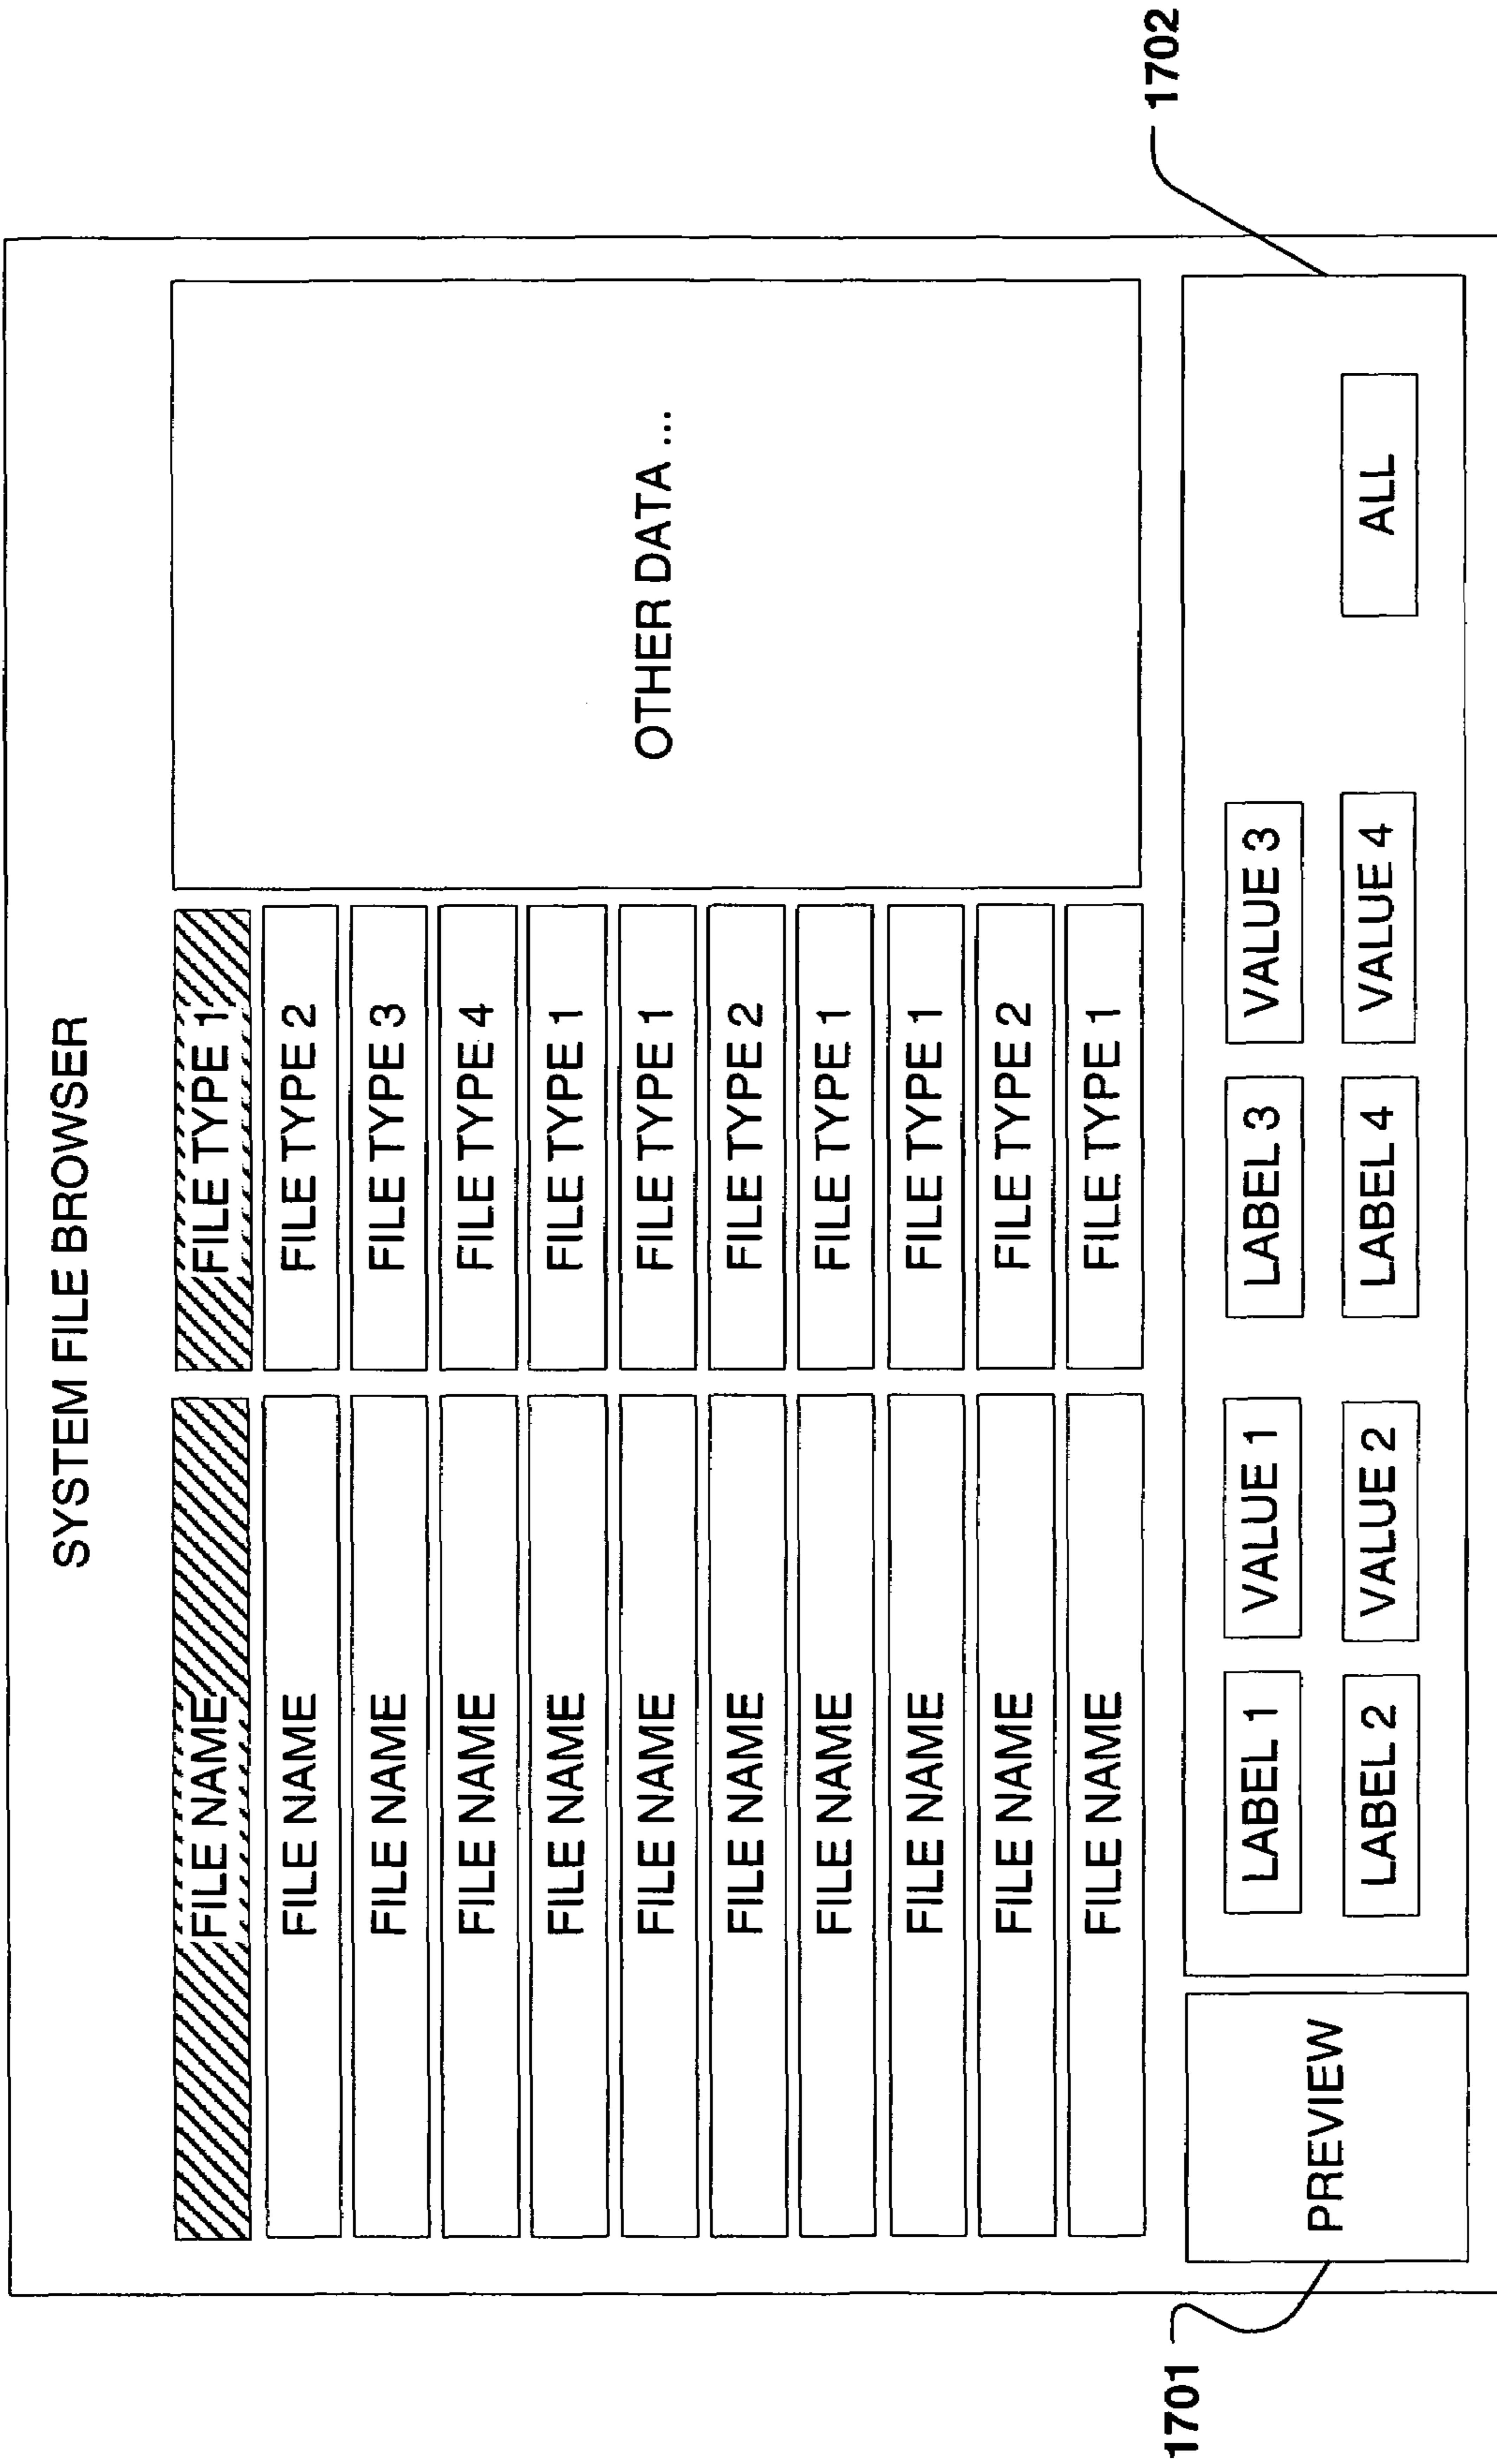 SYSTEM FILE BROWSER
FILE NAME FILE TYPE 1
FILE NAME FILE TYPE 2
FILE NAME FILE TYPE 3
FILE NAME FILE TYPE 4
FILE NAME FILE TYPE 1
FILE NAME FILE TYPE 1
FILE NAME FILE TYPE 2
FILE NAME FILE TYPE 1
FILE NAME FILE TYPE 1
FILE NAME FILE TYPE 2
FILE NAME FILE TYPE 1
OTHER DATA ...
PREVIEW
LABEL 1 VALUE 1 LABEL 3 VALUE 3
LABEL 2 VALUE 2 LABEL 4 VALUE 4 ALL
1701
1702